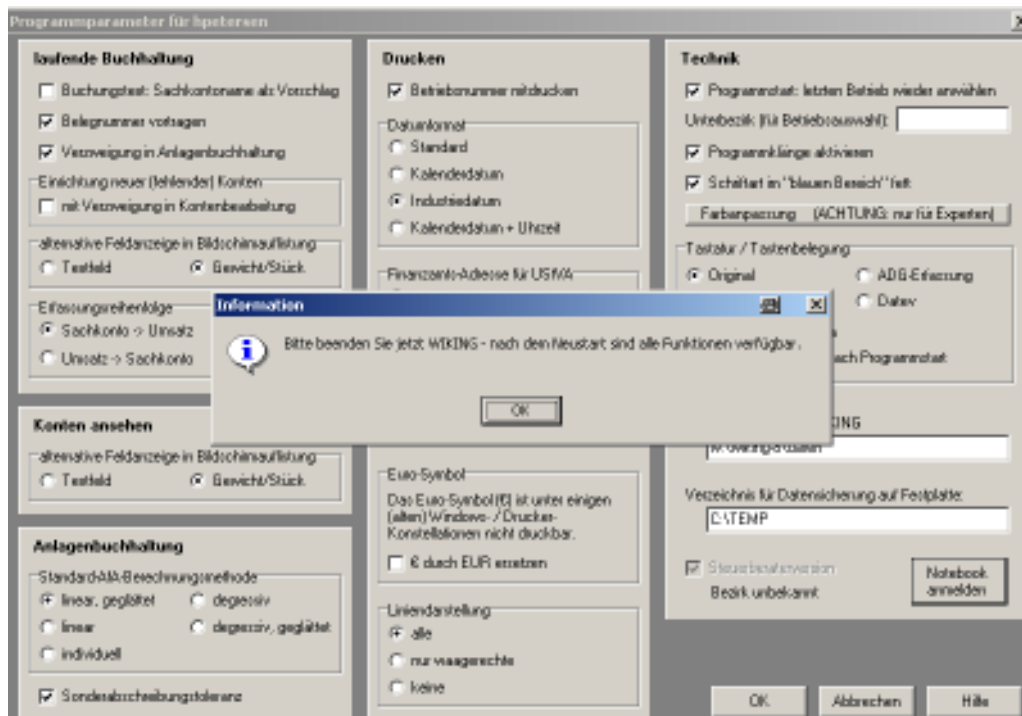 Programmparameter für hpetersen
laufende Buchhaltung
Buchungstext: Sachkontoname als Vorschlag
Belegnummer vortragen
Verzweigung in Anlagenbuchhaltung
Einrichtung neuer (fehlender) Konten
mit Verzweigung in Kontenbearbeitung
alternative Feldanzeige in Bildschirmauflistung
Textfeld
Gewicht/Stück
Erfassungsreihenfolge
Sachkonto -> Umsatz
Umsatz -> Sachkonto
Konten ansehen
alternative Feldanzeige in Bildschirmauflistung
Textfeld
Gewicht/Stück
Anlagenbuchhaltung
Standard-AfA-Berechnungsmethode
linear, geglättet
degressiv
linear
degressiv, geglättet
individuell
Sonderabschreibungstoleranz
Drucken
Betriebsnummer mitdrucken
Datumformat
Standard
Kalenderdatum
Industriedatum
Kalenderdatum + Uhrzeit
Finanzamts-Adresse für UStVA
Information
Bitte beenden Sie jetzt WIKING - nach dem Neustart sind alle Funktionen verfügbar.
OK
Euro-Symbol
Das Euro-Symbol (€) ist unter einigen
(alten) Windows- / Drucker-
Konstellationen nicht druckbar.
€ durch EUR ersetzen
Liniendarstellung
alle
nur waagerechte
keine
Technik
Programmstart: letzten Betrieb wieder anwählen
Unterbezirk (für Betriebsauswahl):
Programmklänge aktivieren
Schriftart im "blauen Bereich" fett
Farbanpassung (ACHTUNG: nur für Experten)
Tastatur / Tastenbelegung
Original
ADG-Erfassung
Datev
ach Programmstart
KING
Verzeichnis für Datensicherung auf Festplatte:
C:\TEMP
Steuerberaterversion
Bezirk unbekannt
Notebook
anmelden
OK
Abbrechen
Hilfe